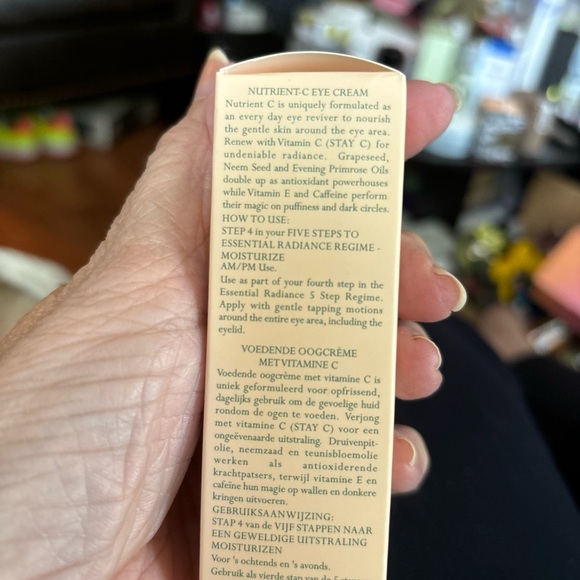 NUTRIENT-C EYE CREAM
Nutrient C is uniquely formulated as
an every day eye reviver to nourish
the gentle skin around the eye area.
Renew with Vitamin C (STAY C) for
undeniable radiance. Grapeseed,
Neem Seed and Evening Primrose Oils
double up as antioxidant powerhouses
while Vitamin E and Caffeine perform
their magic on puffiness and dark circles.
HOW TO USE:
STEP 4 in your FIVE STEPS TO
ESSENTIAL RADIANCE REGIME -
MOISTURIZE
AM/PM Use.
Use as part of your fourth step in the
Essential Radiance 5 Step Regime.
Apply with gentle tapping motions
around the entire eye area, including the
eyelid.
VOEDENDE OOGCRÈME
MET VITAMINE C
Voedende oogcrème met vitamine C is
uniek geformuleerd voor opfrissend,
dagelijks gebruik om de gevoelige huid
rondom de ogen te voeden. Verjong
met vitamine C (STAY C) voor een
ongeëvenaarde uitstraling. Druivenpit-
olie, neemzaad en teunisbloemolie
werken als antioxiderende
krachtpatsers, terwijl vitamine E en
cafeïne hun magie op wallen en donkere
kringen uitvoeren.
GEBRUIKSAANWIJZING:
STAP 4 van de VIJF STAPPEN NAAR
EEN GEWELDIGE UITSTRALING
MOISTURIZEN
Voor 's ochtends en 's avonds.
Gebruik als vierde stap van de 5